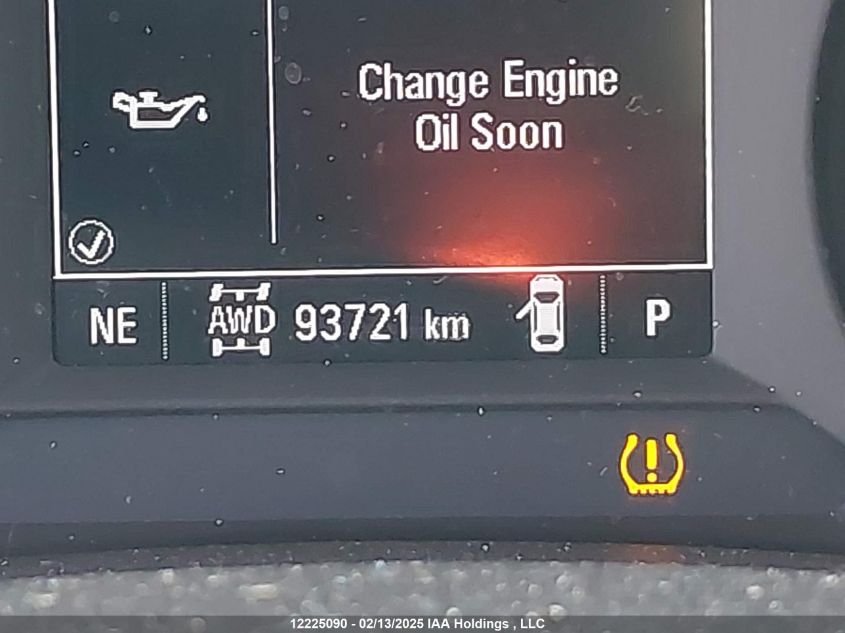 Change Engine
Oil Soon
NE AWD 93721 km P
12225090 - 02/13/2025 IAA Holdings , LLC